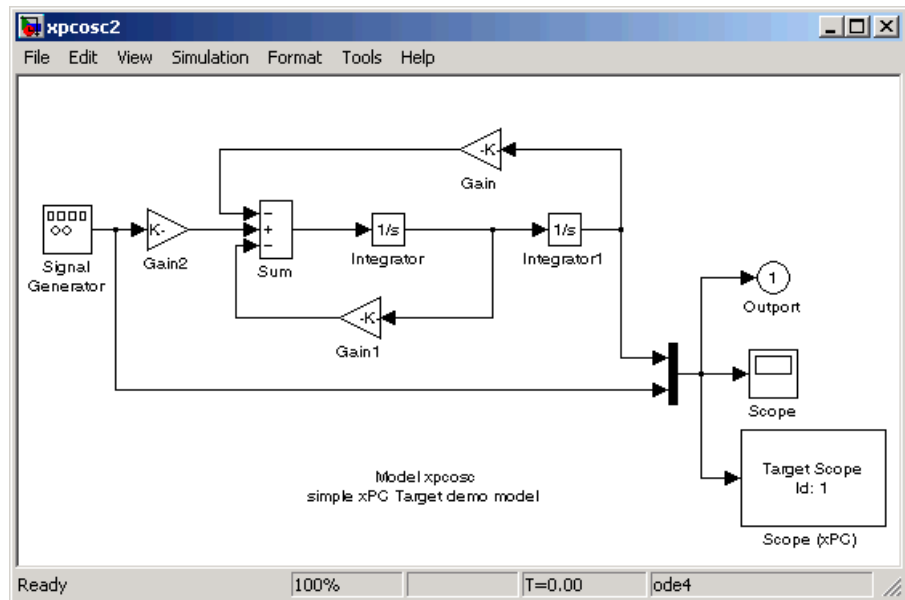 xpcosc2
File Edit View Simulation Format Tools Help
-K-
Gain
K-
Gain2
−
+
−
Sum
1/s
Integrator
1/s
Integrator1
Signal
Generator
-K-
Gain1
1
Outport
Scope
Target Scope
Id: 1
Scope (xPC)
Model xpcosc
simple xPC Target demo model
Ready 100% T=0.00 ode4